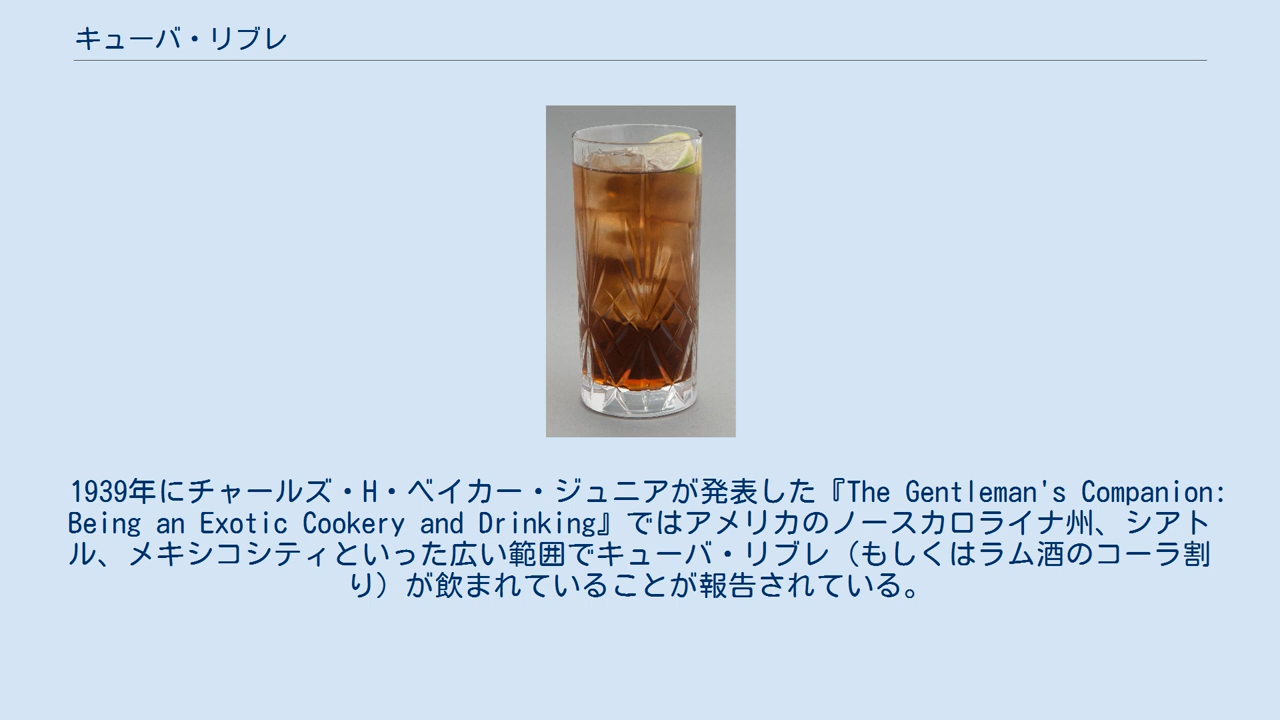 キューバ・リブレ
1939年にチャールズ・H・ベイカー・ジュニアが発表した『The Gentleman's Companion:
Being an Exotic Cookery and Drinking』ではアメリカのノースカロライナ州、シアト
ル、メキシコシティといった広い範囲でキューバ・リブレ（もしくはラム酒のコーラ割
り）が飲まれていることが報告されている。